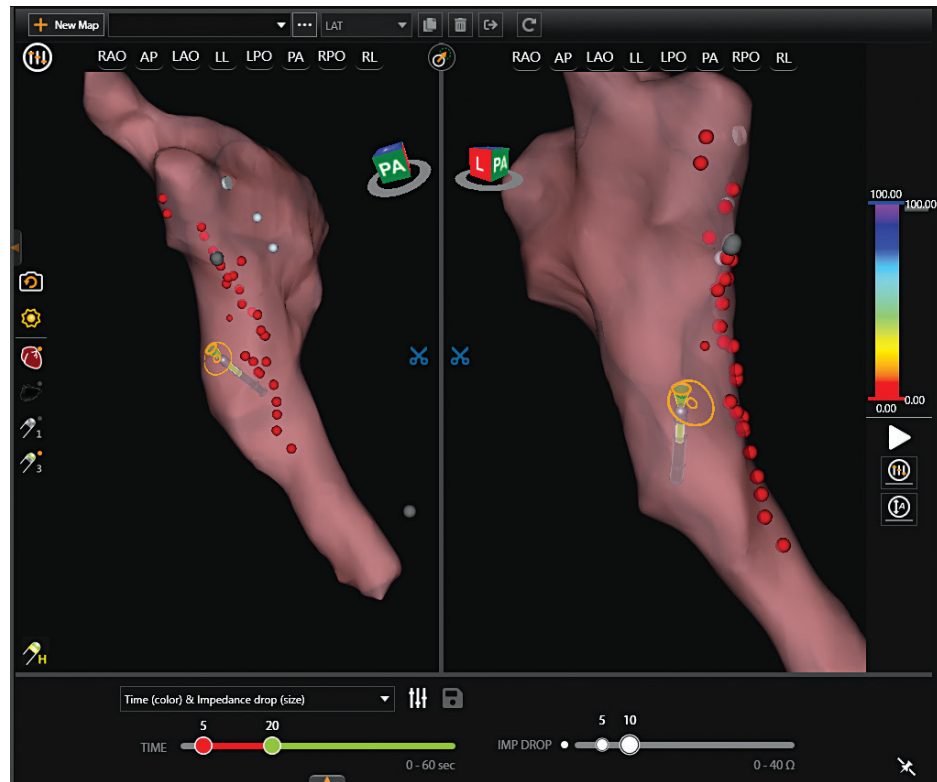 New Map
LAT
RAO AP LAO LL LPO PA RPO RL
RAO AP LAO LL LPO PA RPO RL
PA
L PA
100.00
100.00
0.00
0.00
1
3
A
H
Time (color) & Impedance drop (size)
5 20
TIME
0 - 60 sec
5 10
IMP DROP
0 - 40 Ω